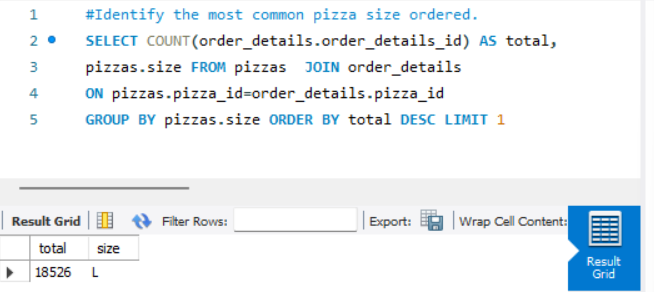 1 #Identify the most common pizza size ordered.
2 SELECT COUNT(order_details.order_details_id) AS total,
3 pizzas.size FROM pizzas  JOIN order_details
4 ON pizzas.pizza_id=order_details.pizza_id
5 GROUP BY pizzas.size ORDER BY total DESC LIMIT 1
Result Grid Filter Rows: Export: Wrap Cell Content:
total size
18526 L
Result
Grid